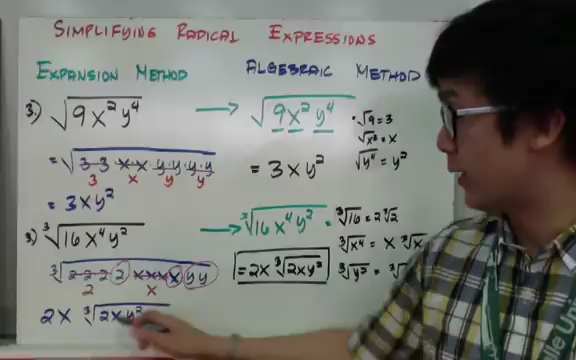 SIMPLIFYING RADICAL EXPRESSIONS
EXPANSION METHOD
3.) √(9x²y⁴) →
= √(3·3·x·x·y·y·y·y)
3 x y y
= 3xy²
3.) ∛(16x⁴y²) →
∛(2·2·2·2 x·x·x·x y y)
2 x
2x ∛(2xy²)
ALGEBRAIC METHOD
√(9x²y⁴)
= 3xy²
∛(16x⁴y²) =
= 2x ∛(2xy²)
• √9 = 3
√x² = x
√y⁴ = y²
∛16 = 2∛2
∛x⁴ = x ∛x
∛y² = ∛